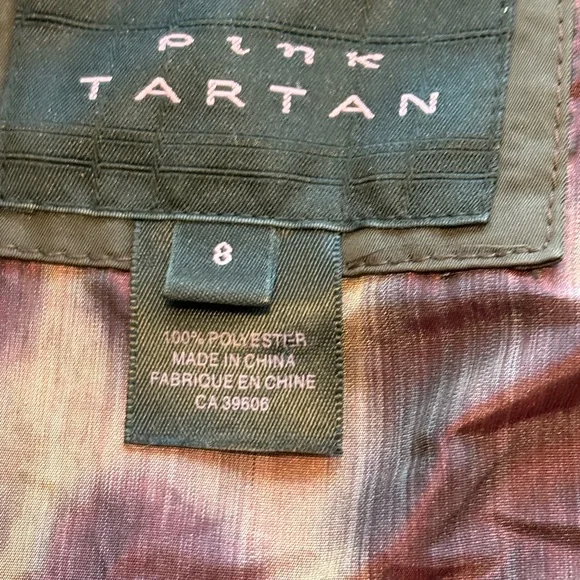 pink
TARTAN
8
100% POLYESTER
MADE IN CHINA
FABRIQUE EN CHINE
CA 39606